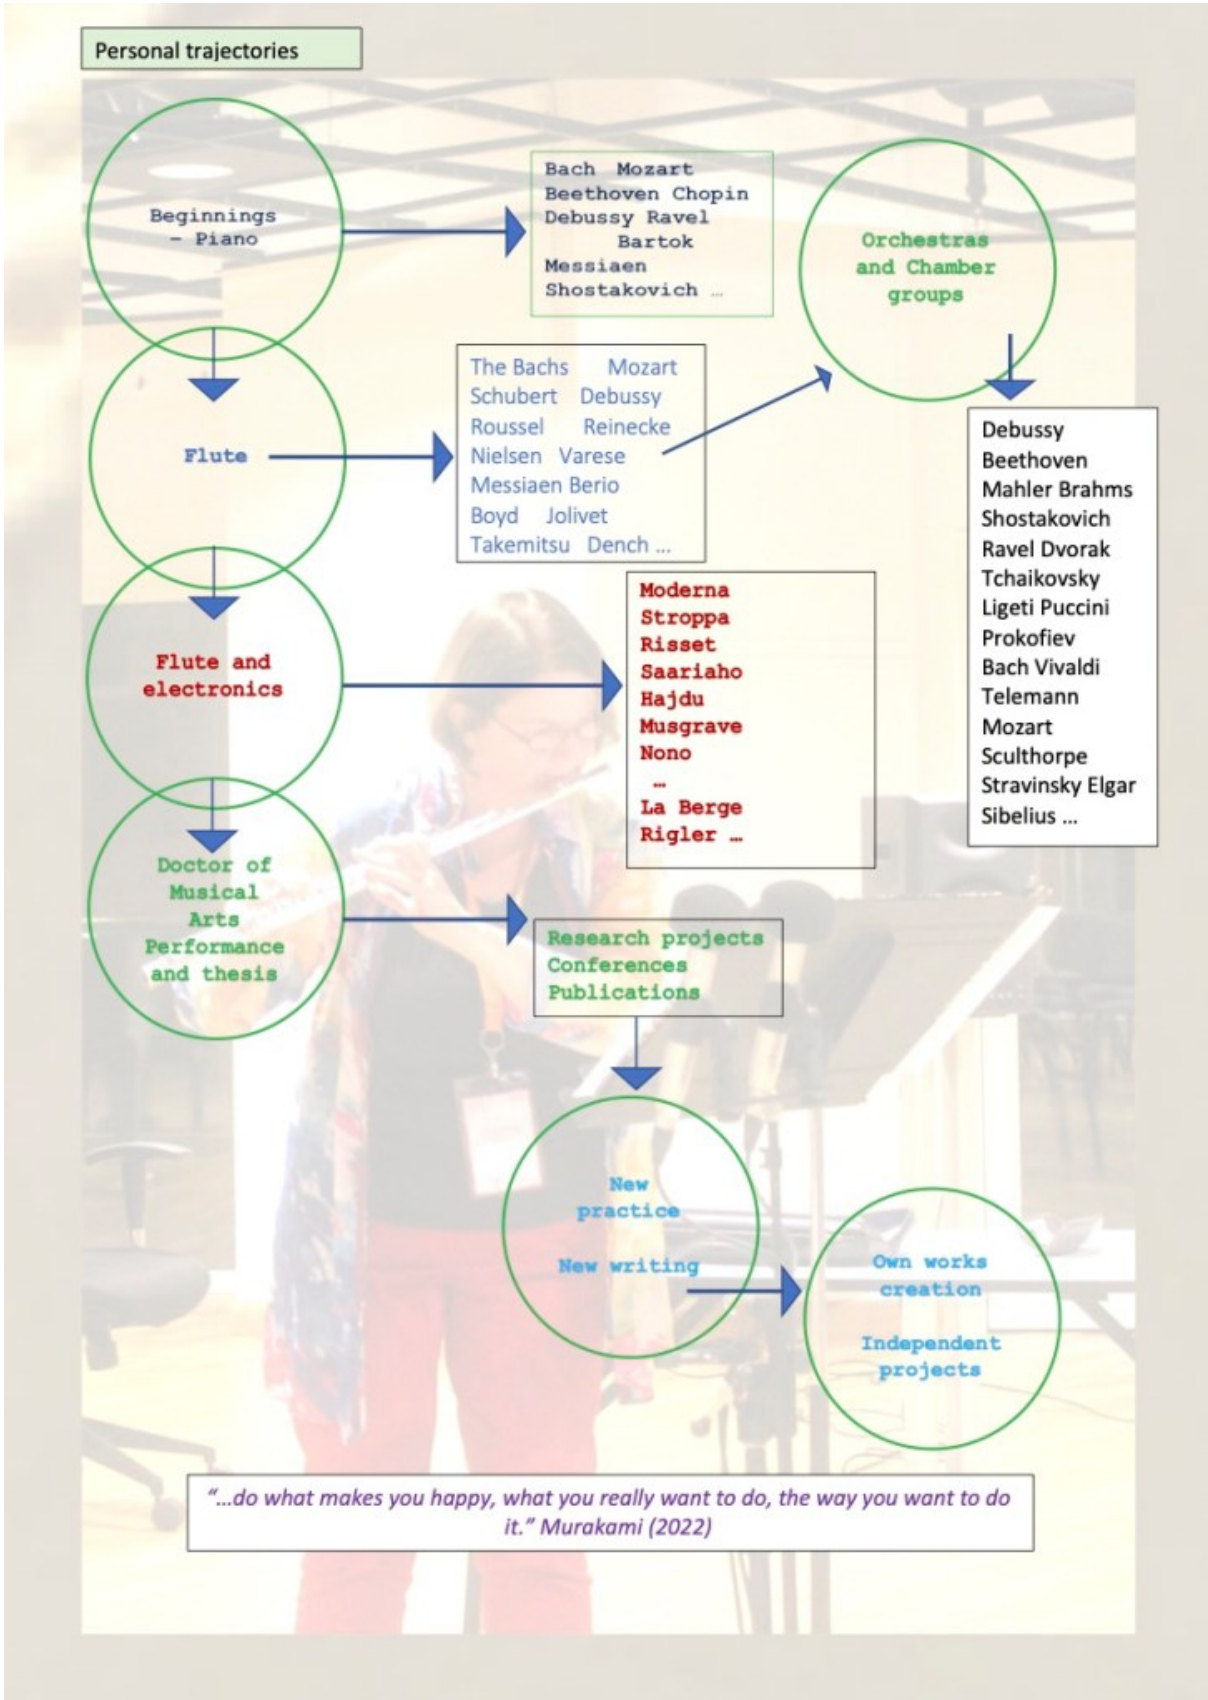 Personal trajectories
Beginnings
– Piano
Bach Mozart
Beethoven Chopin
Debussy Ravel
Bartok
Messiaen
Shostakovich …
Orchestras
and Chamber
groups
Flute
The Bachs Mozart
Schubert Debussy
Roussel Reinecke
Nielsen Varese
Messiaen Berio
Boyd Jolivet
Takemitsu Dench …
Debussy
Beethoven
Mahler Brahms
Shostakovich
Ravel Dvorak
Tchaikovsky
Ligeti Puccini
Prokofiev
Bach Vivaldi
Telemann
Mozart
Sculthorpe
Stravinsky Elgar
Sibelius …
Flute and
electronics
Moderna
Stroppa
Risset
Saariaho
Hajdu
Musgrave
Nono
…
La Berge
Rigler …
Doctor of
Musical
Arts
Performance
and thesis
Research projects
Conferences
Publications
New
practice
New writing
Own works
creation
Independent
projects
“…do what makes you happy, what you really want to do, the way you want to do
it.” Murakami (2022)